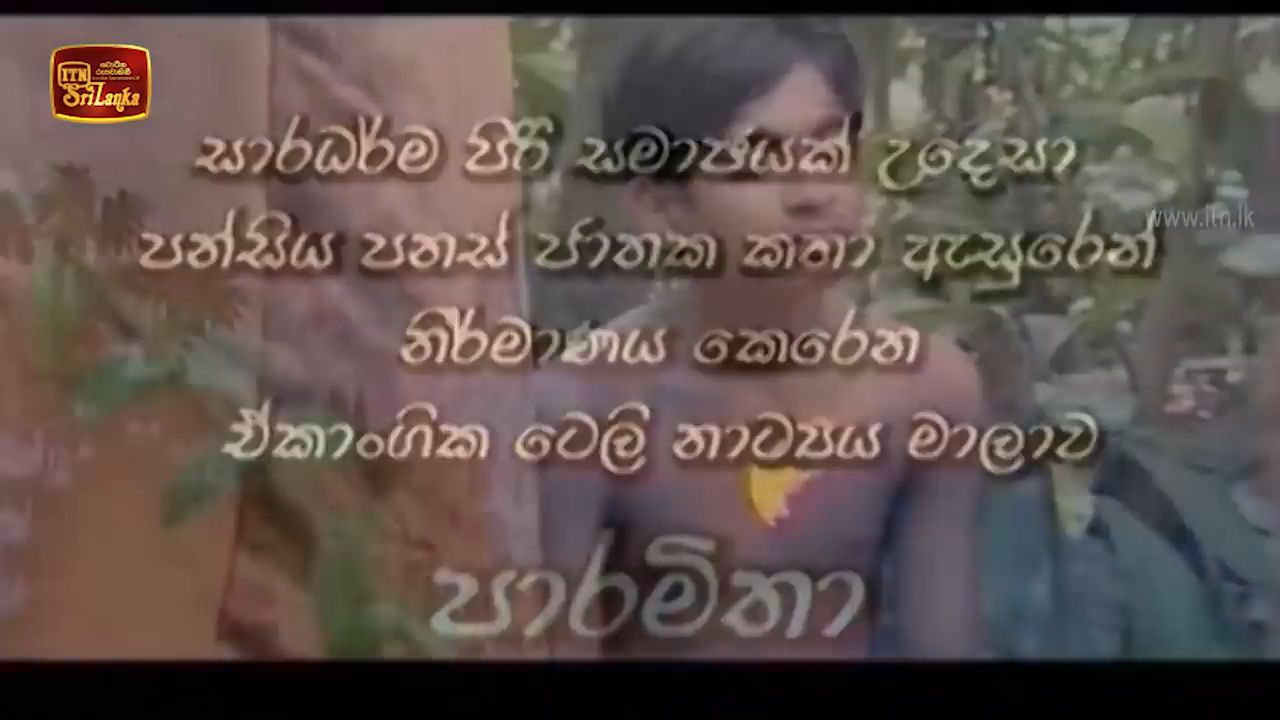 ITN
SriLanka
www.itn.lk
සාරධර්ම පිරි සමාජයක් උදෙසා
පන්සිය පනස් ජාතක කතා ඇසුරෙන්
නිර්මාණය කෙරෙන
ඒකාංගික ටෙලි නාට්‍යය මාලාව
පාරමිතා